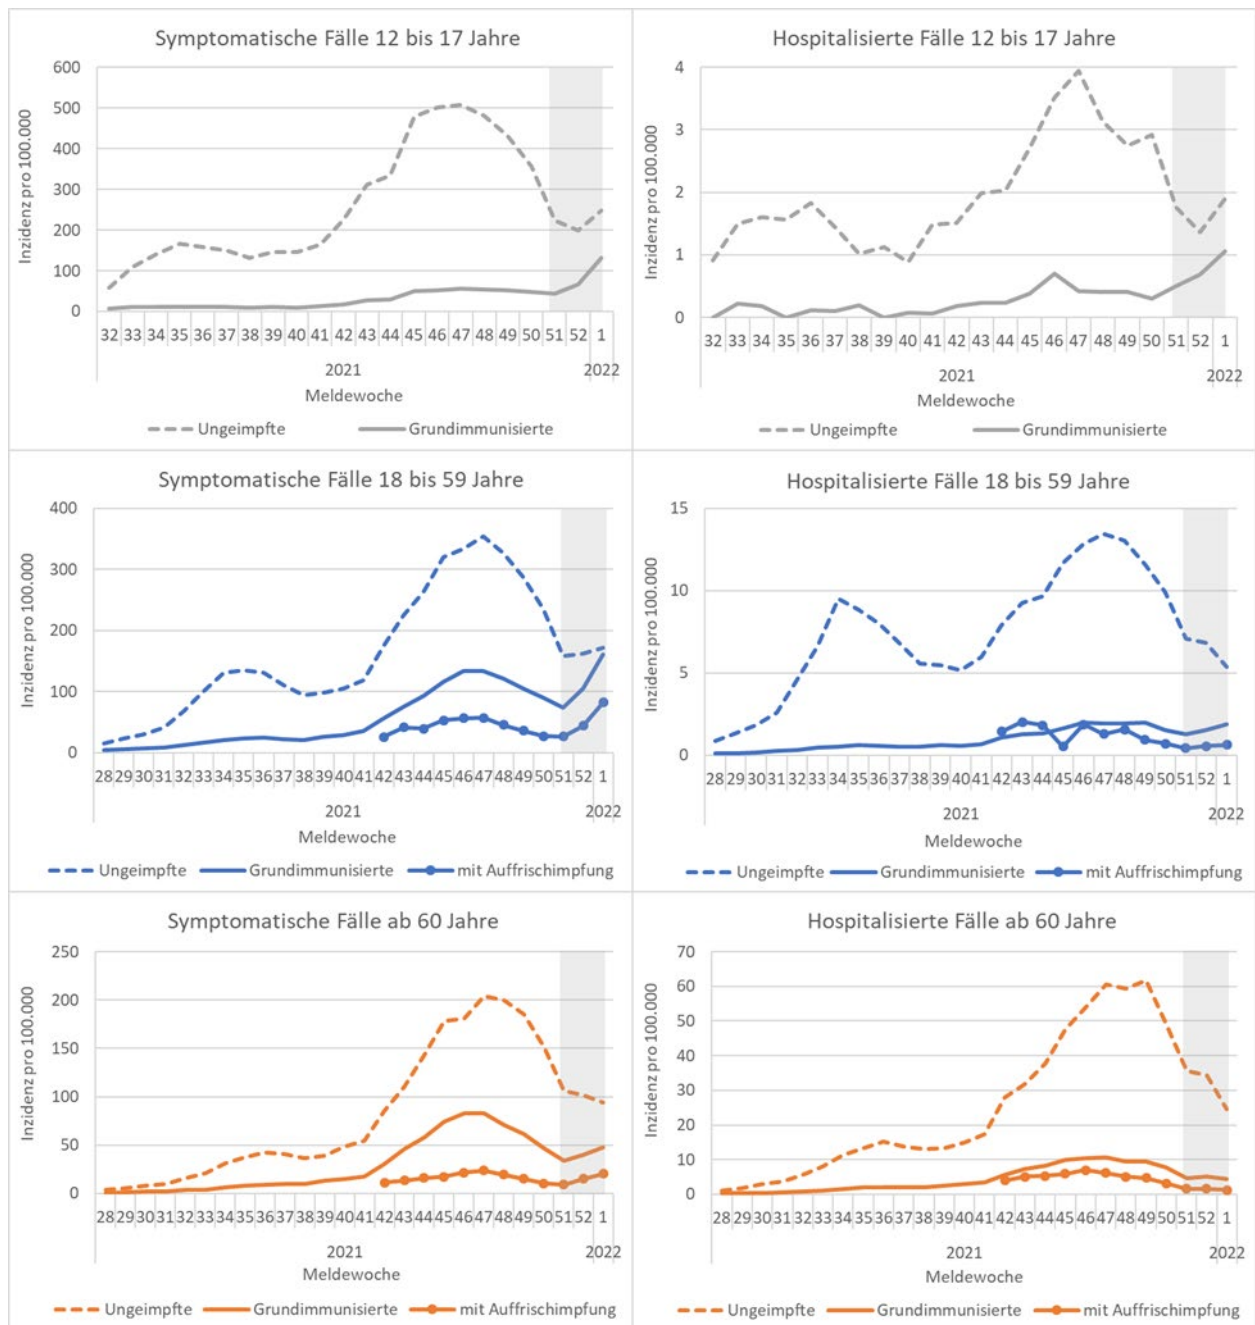 Symptomatische Fälle 12 bis 17 Jahre
Inzidenz pro 100.000
600
500
400
300
200
100
0
32 33 34 35 36 37 38 39 40 41 42 43 44 45 46 47 48 49 50 51 52 1
2021 2022
Meldewoche
Ungeimpfte Grundimmunisierte
Hospitalisierte Fälle 12 bis 17 Jahre
Inzidenz pro 100.000
4
3
2
1
0
32 33 34 35 36 37 38 39 40 41 42 43 44 45 46 47 48 49 50 51 52 1
2021 2022
Meldewoche
Ungeimpfte Grundimmunisierte
Symptomatische Fälle 18 bis 59 Jahre
Inzidenz pro 100.000
400
300
200
100
0
28 29 30 31 32 33 34 35 36 37 38 39 40 41 42 43 44 45 46 47 48 49 50 51 52 1
2021 2022
Meldewoche
Ungeimpfte Grundimmunisierte mit Auffrischimpfung
Hospitalisierte Fälle 18 bis 59 Jahre
Inzidenz pro 100.000
15
10
5
0
28 29 30 31 32 33 34 35 36 37 38 39 40 41 42 43 44 45 46 47 48 49 50 51 52 1
2021 2022
Meldewoche
Ungeimpfte Grundimmunisierte mit Auffrischimpfung
Symptomatische Fälle ab 60 Jahre
Inzidenz pro 100.000
250
200
150
100
50
0
28 29 30 31 32 33 34 35 36 37 38 39 40 41 42 43 44 45 46 47 48 49 50 51 52 1
2021 2022
Meldewoche
Ungeimpfte Grundimmunisierte mit Auffrischimpfung
Hospitalisierte Fälle ab 60 Jahre
Inzidenz pro 100.000
70
60
50
40
30
20
10
0
28 29 30 31 32 33 34 35 36 37 38 39 40 41 42 43 44 45 46 47 48 49 50 51 52 1
2021 2022
Meldewoche
Ungeimpfte Grundimmunisierte mit Auffrischimpfung